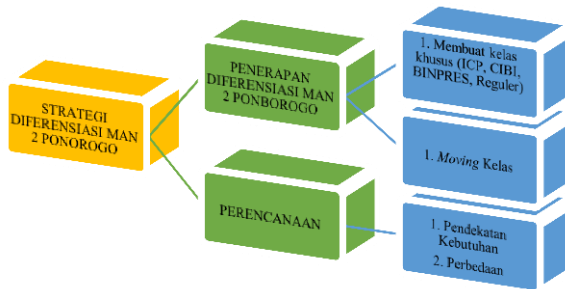 STRATEGI
DIFERENSIASI MAN
2 PONOROGO
PENERAPAN
DIFERENSIASI MAN
2 PONBOROGO
PERENCANAAN
1. Membuat kelas
khusus (ICP, CIBI,
BINPRES, Reguler)
1. Moving Kelas
1. Pendekatan
Kebutuhan
2. Perbedaan